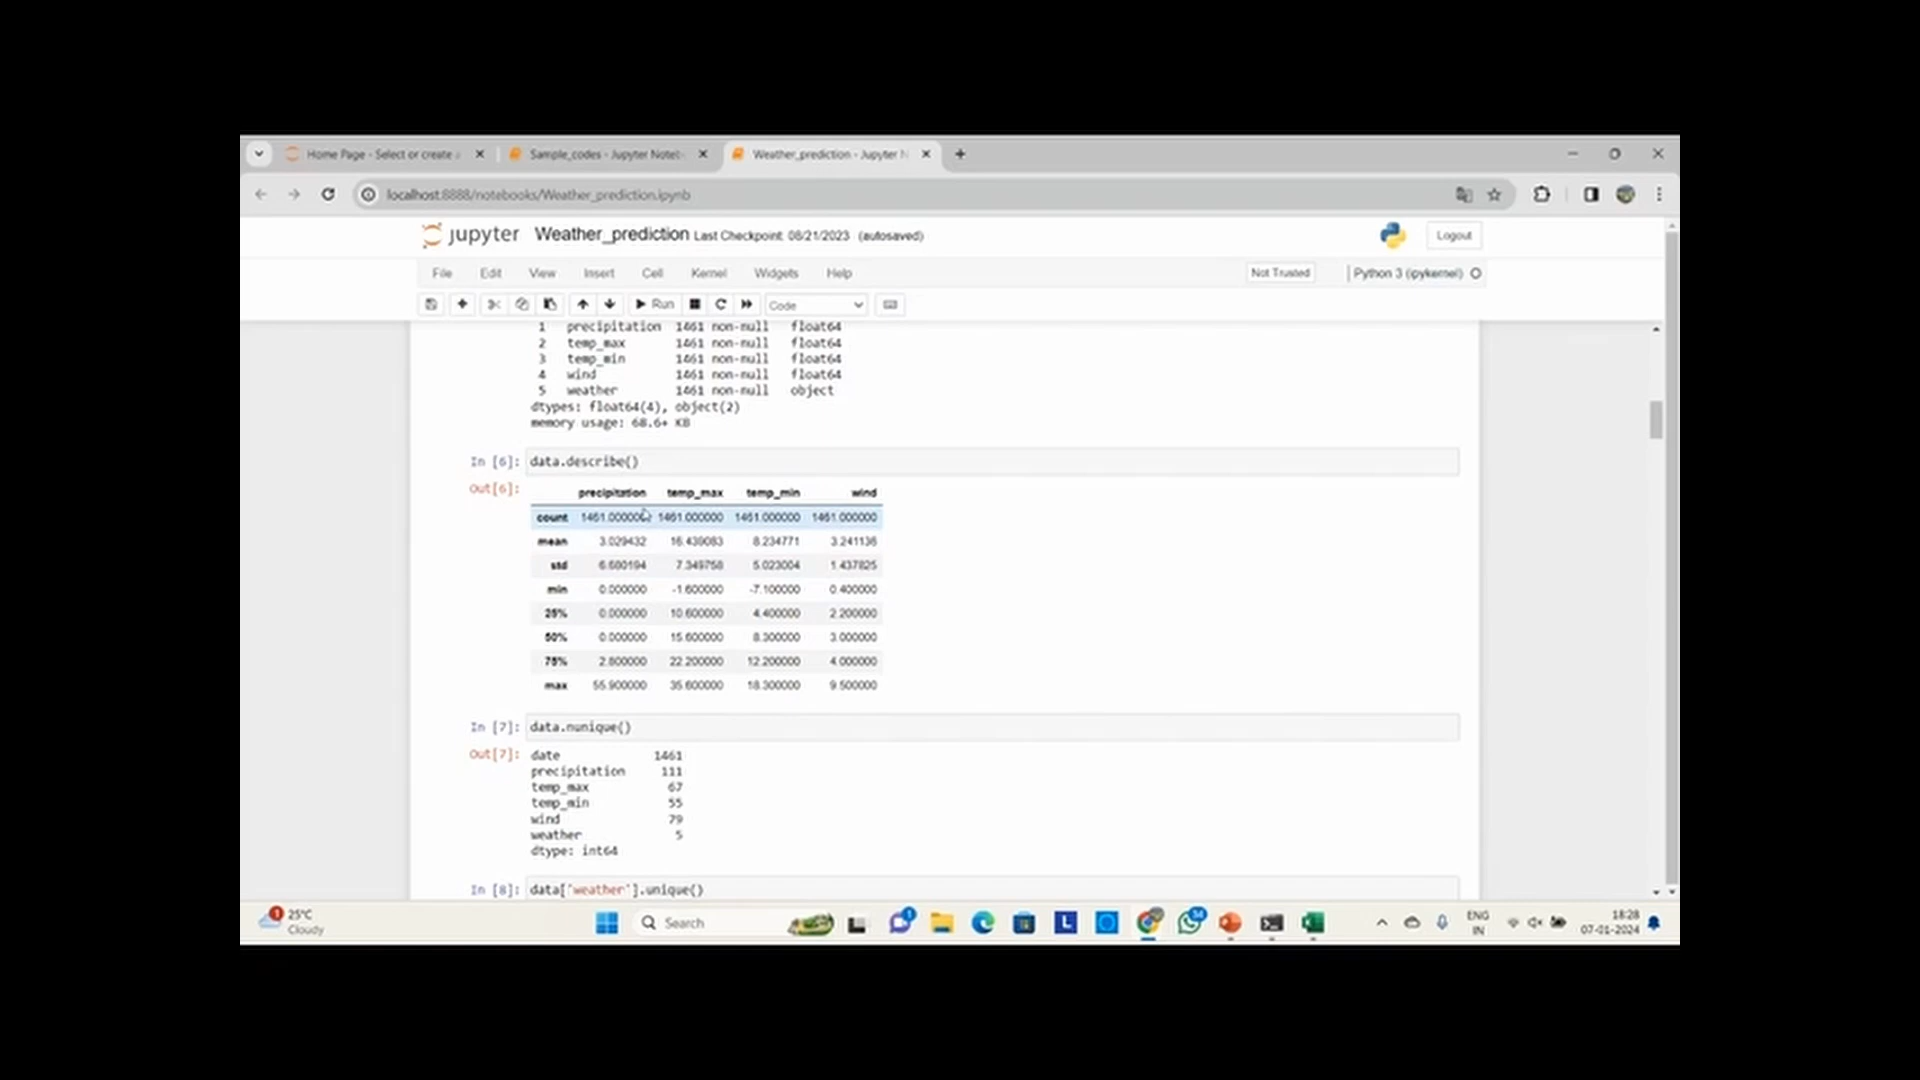 Home Page - Select or create a
Sample_codes - Jupyter Noteb
Weather_prediction - Jupyter N
localhost:8888/notebooks/Weather_prediction.ipynb
jupyter Weather_prediction Last Checkpoint: 08/21/2023 (autosaved)
Logout
File Edit View Insert Cell Kernel Widgets Help
Not Trusted
Python 3 (ipykernel)
Run
Code
1 precipitation 1461 non-null float64
2 temp_max 1461 non-null float64
3 temp_min 1461 non-null float64
4 wind 1461 non-null float64
5 weather 1461 non-null object
dtypes: float64(4), object(2)
memory usage: 68.6+ KB
In [6]: data.describe()
Out[6]:
precipitation temp_max temp_min wind
count 1461.000000 1461.000000 1461.000000 1461.000000
mean 3.029432 16.439083 8.234771 3.241136
std 6.680194 7.349758 5.023004 1.437825
min 0.000000 -1.600000 -7.100000 0.400000
25% 0.000000 10.600000 4.400000 2.200000
50% 0.000000 15.600000 8.300000 3.000000
75% 2.800000 22.200000 12.200000 4.000000
max 55.900000 35.600000 18.300000 9.500000
In [7]: data.nunique()
Out[7]:
date 1461
precipitation 111
temp_max 67
temp_min 55
wind 79
weather 5
dtype: int64
In [8]: data['weather'].unique()
1
25°C
Cloudy
Search
1
34
ENG
IN
18:28
07-01-2024